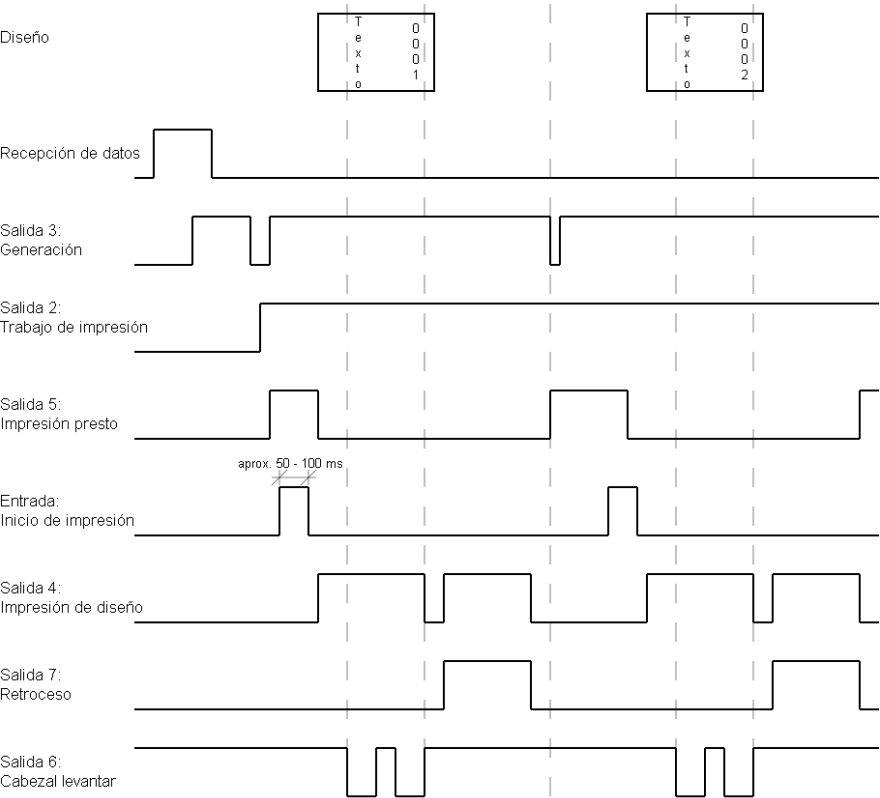 Diseño
T
e
x
t
o
0
0
0
1
T
e
x
t
o
0
0
0
2
Recepción de datos
Salida 3:
Generación
Salida 2:
Trabajo de impresión
Salida 5:
Impresión presto
aprox. 50 - 100 ms
Entrada:
Inicio de impresión
Salida 4:
Impresión de diseño
Salida 7:
Retroceso
Salida 6:
Cabezal levantar